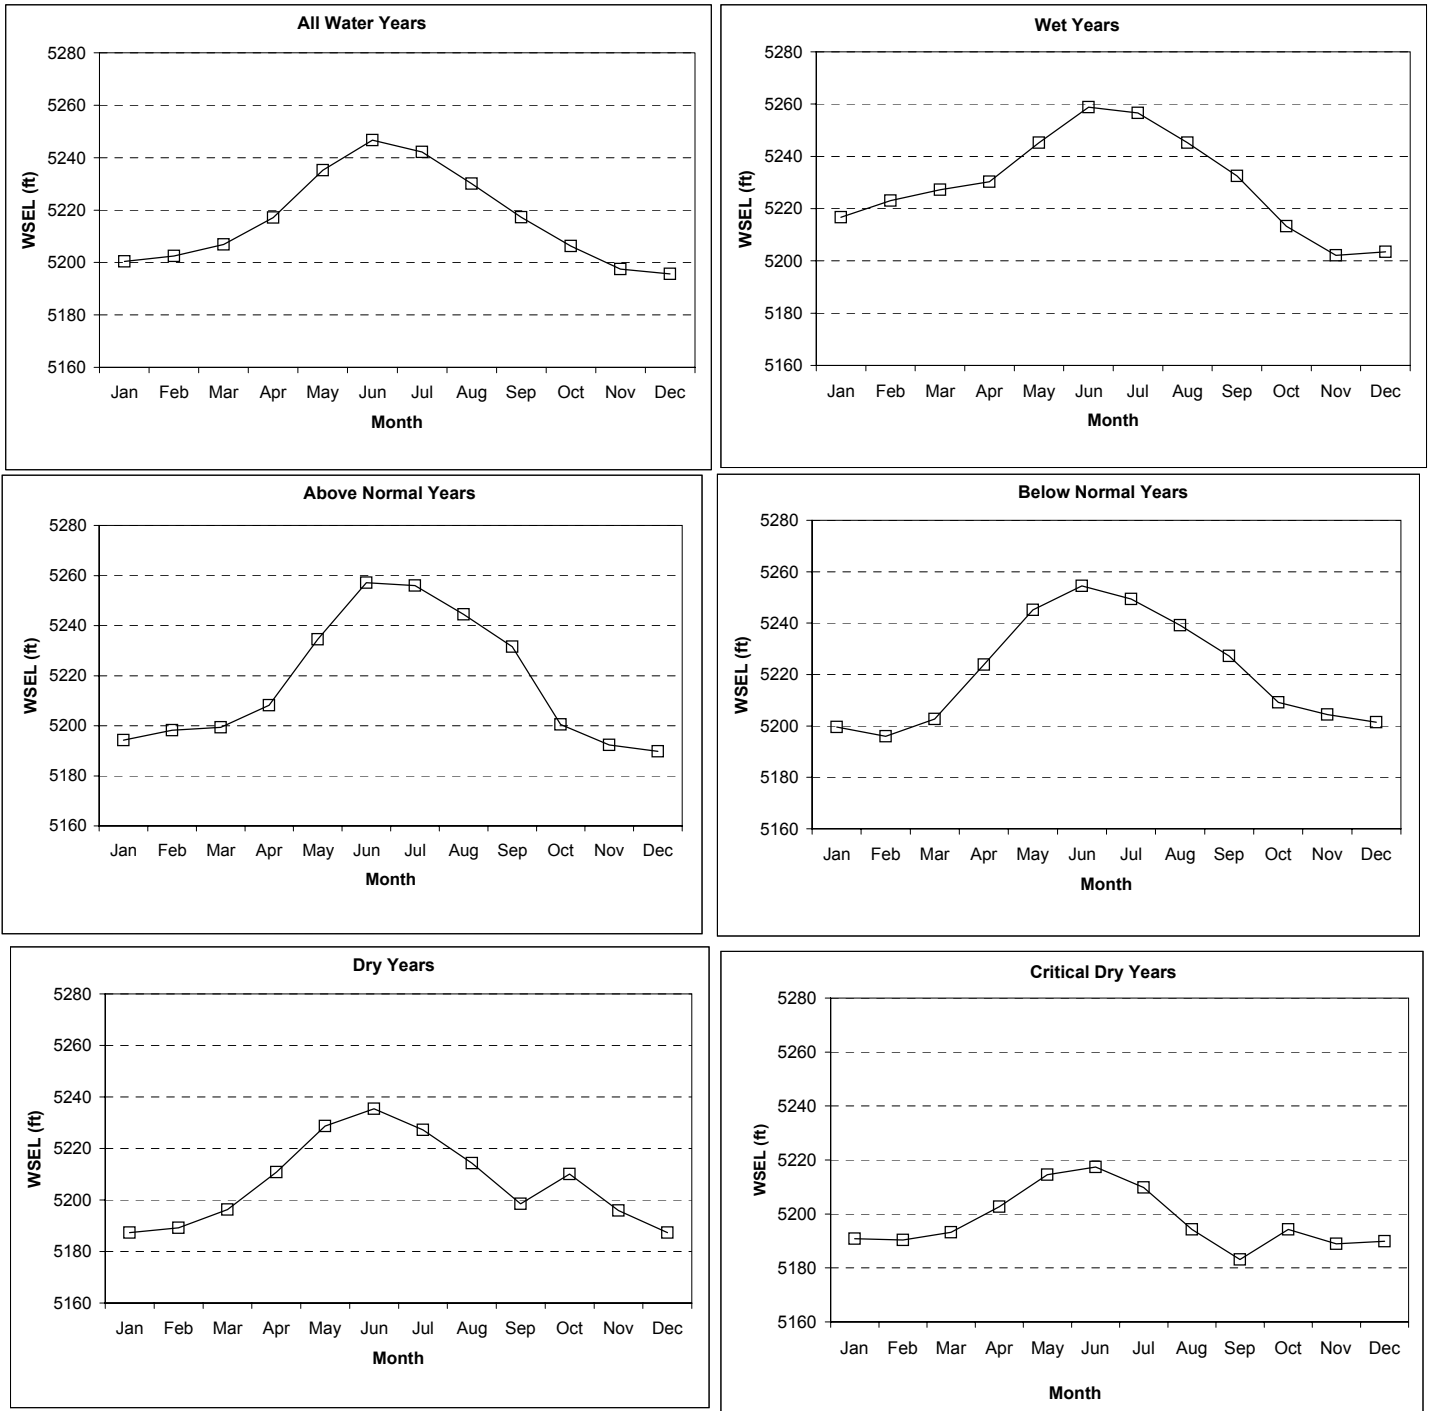 All Water Years
5280
5260
5240
5220
5200
5180
5160
WSEL (ft)
Jan Feb Mar Apr May Jun Jul Aug Sep Oct Nov Dec
Month
Wet Years
5280
5260
5240
5220
5200
5180
5160
WSEL (ft)
Jan Feb Mar Apr May Jun Jul Aug Sep Oct Nov Dec
Month
Above Normal Years
5280
5260
5240
5220
5200
5180
5160
WSEL (ft)
Jan Feb Mar Apr May Jun Jul Aug Sep Oct Nov Dec
Month
Below Normal Years
5280
5260
5240
5220
5200
5180
5160
WSEL (ft)
Jan Feb Mar Apr May Jun Jul Aug Sep Oct Nov Dec
Month
Dry Years
5280
5260
5240
5220
5200
5180
5160
WSEL (ft)
Jan Feb Mar Apr May Jun Jul Aug Sep Oct Nov Dec
Month
Critical Dry Years
5280
5260
5240
5220
5200
5180
5160
WSEL (ft)
Jan Feb Mar Apr May Jun Jul Aug Sep Oct Nov Dec
Month